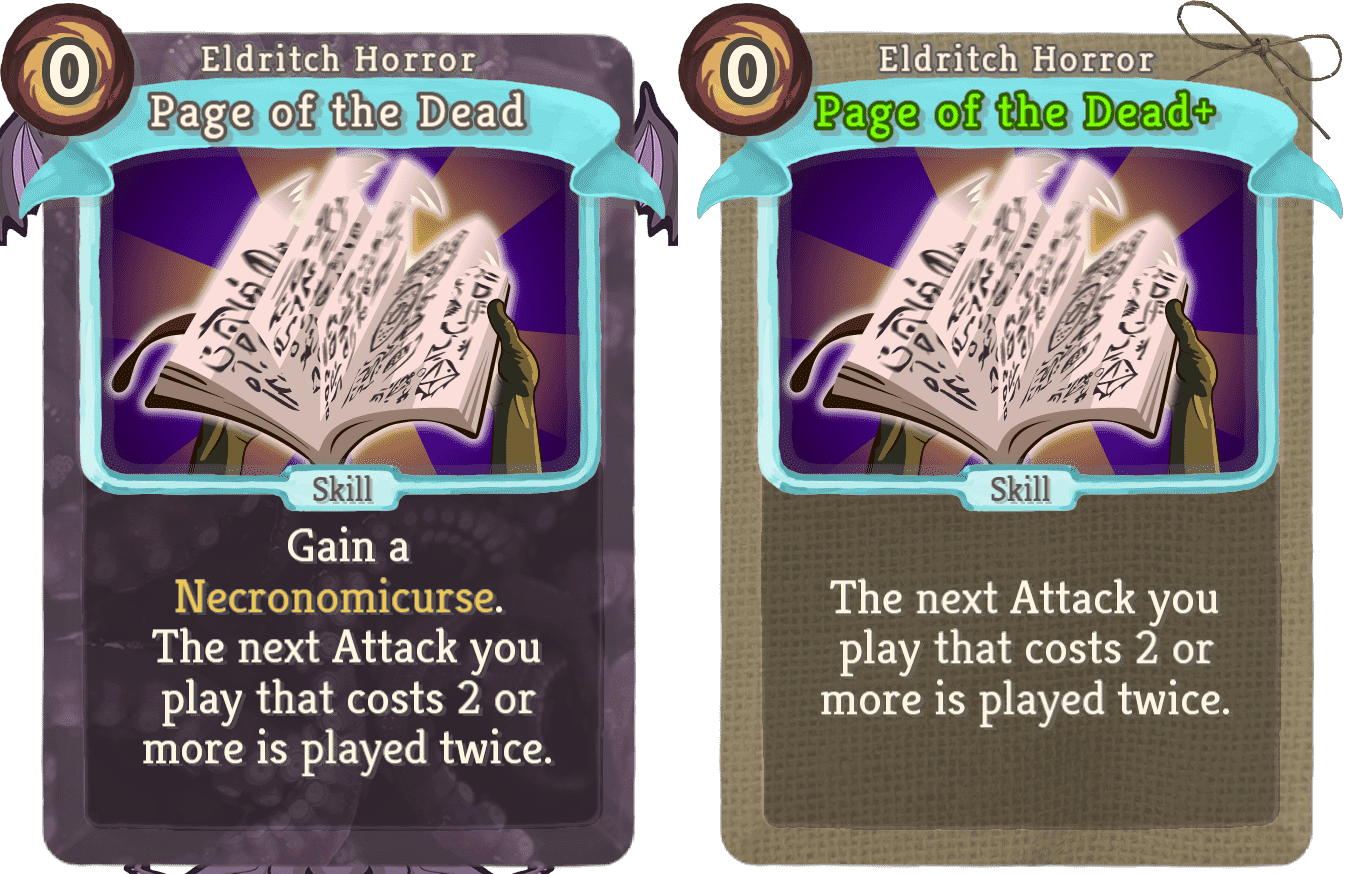 0
Eldritch Horror
Page of the Dead
Skill
Gain a
Necronomicurse.
The next Attack you
play that costs 2 or
more is played twice.
0
Eldritch Horror
Page of the Dead+
Skill
The next Attack you
play that costs 2 or
more is played twice.